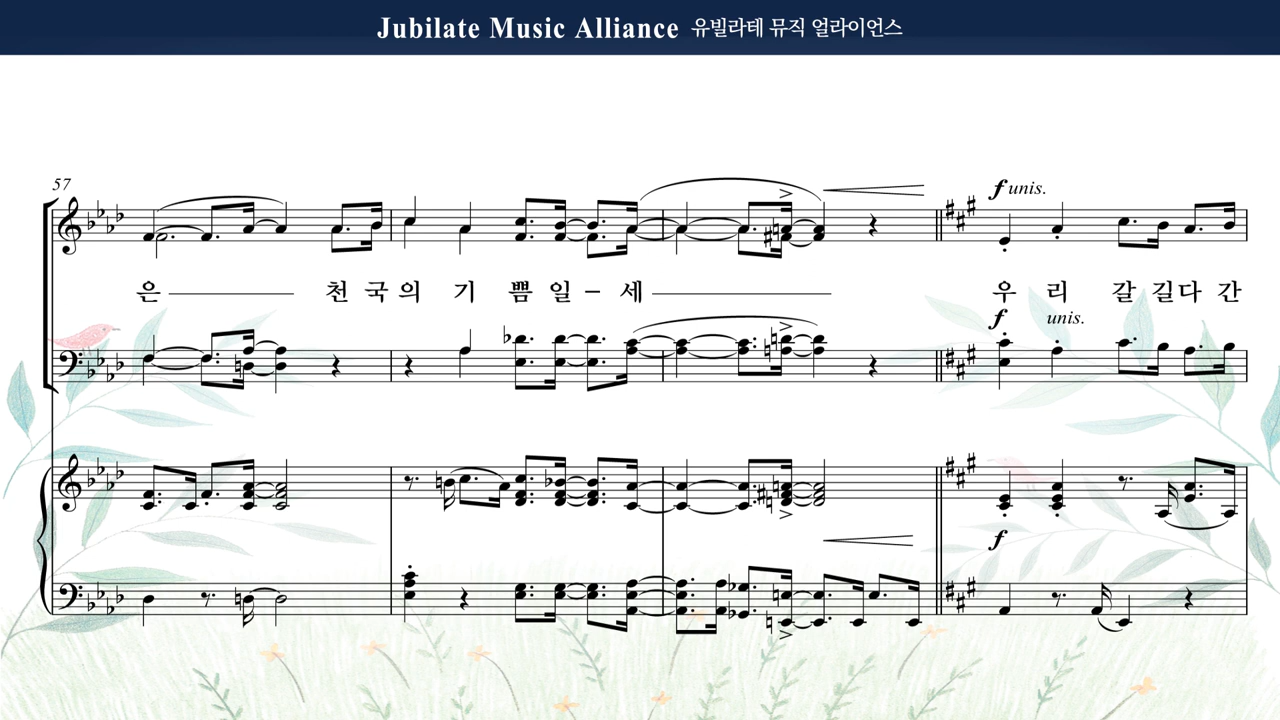 Jubilate Music Alliance 유빌라테 뮤직 얼라이언스
57
f unis.
은 천 국 의 기 쁨 일 - 세 우 리 갈 길 다 간
f unis.
f